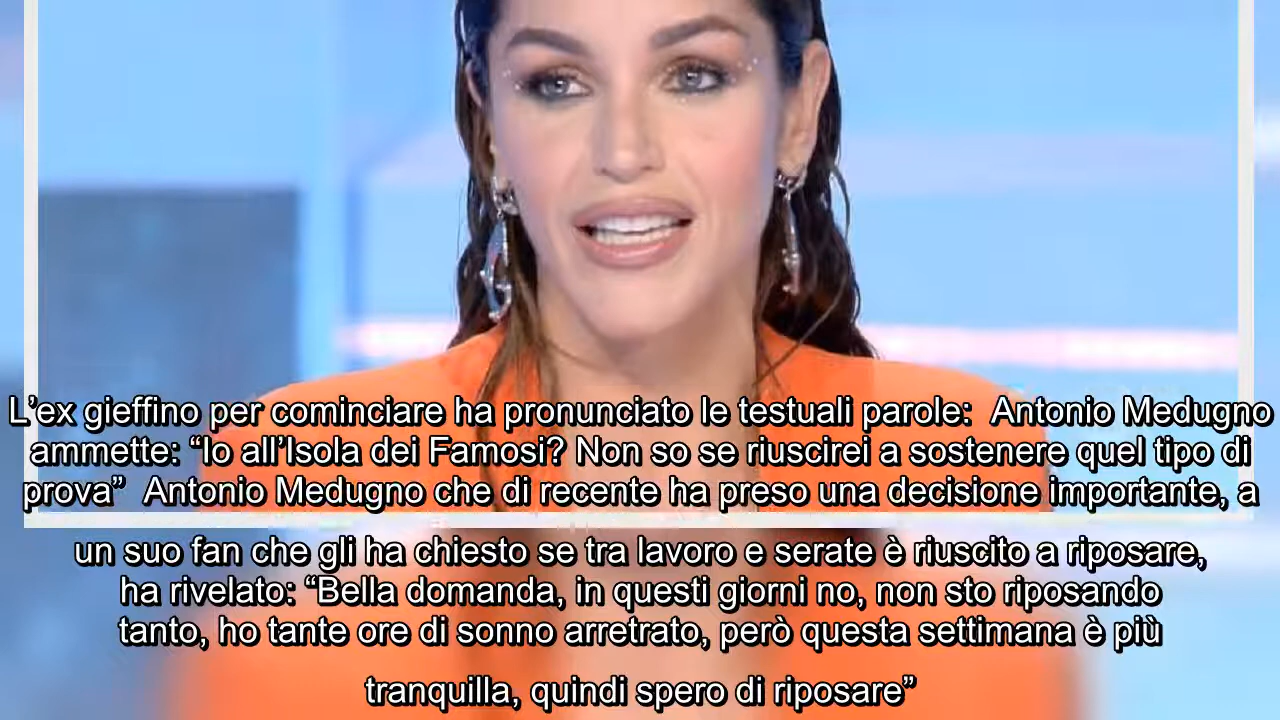 L’ex gieffino per cominciare ha pronunciato le testuali parole:  Antonio Medugno
ammette: “Io all’Isola dei Famosi? Non so se riuscirei a sostenere quel tipo di
prova”  Antonio Medugno che di recente ha preso una decisione importante, a
un suo fan che gli ha chiesto se tra lavoro e serate è riuscito a riposare,
ha rivelato: “Bella domanda, in questi giorni no, non sto riposando
tanto, ho tante ore di sonno arretrato, però questa settimana è più
tranquilla, quindi spero di riposare”